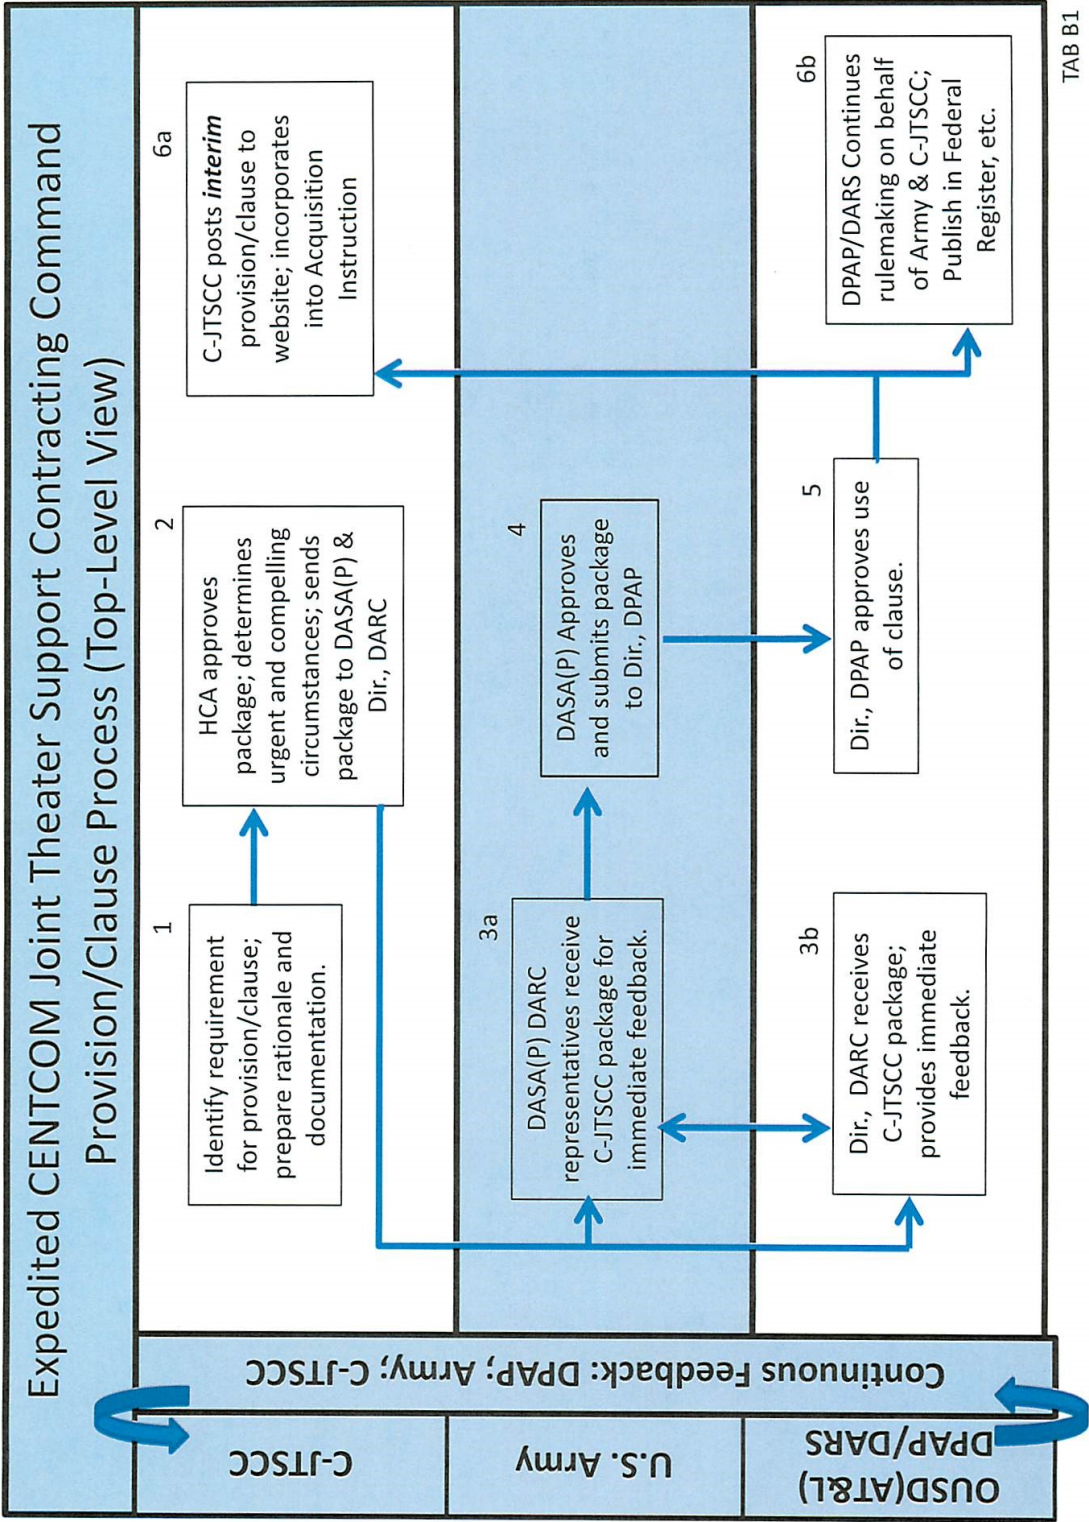 Expedited CENTCOM Joint Theater Support Contracting Command
Provision/Clause Process (Top-Level View)
C-JTSCC
U.S. Army
OUSD(AT&L)
DPAP/DARS
Continuous Feedback: DPAP; Army; C-JTSCC
1
Identify requirement
for provision/clause;
prepare rationale and
documentation.
2
HCA approves
package; determines
urgent and compelling
circumstances; sends
package to DASA(P) &
Dir., DARC
3a
DASA(P) DARC
representatives receive
C-JTSCC package for
immediate feedback.
3b
Dir., DARC receives
C-JTSCC package;
provides immediate
feedback.
4
DASA(P) Approves
and submits package
to Dir., DPAP
5
Dir., DPAP approves use
of clause.
6a
C-JTSCC posts interim
provision/clause to
website; incorporates
into Acquisition
Instruction
6b
DPAP/DARS Continues
rulemaking on behalf
of Army & C-JTSCC;
Publish in Federal
Register, etc.
TAB B1